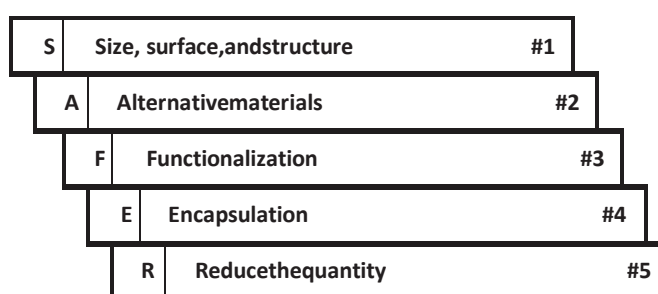 S Size, surface,andstructure #1
A Alternativematerials #2
F Functionalization #3
E Encapsulation #4
R Reducethequantity #5